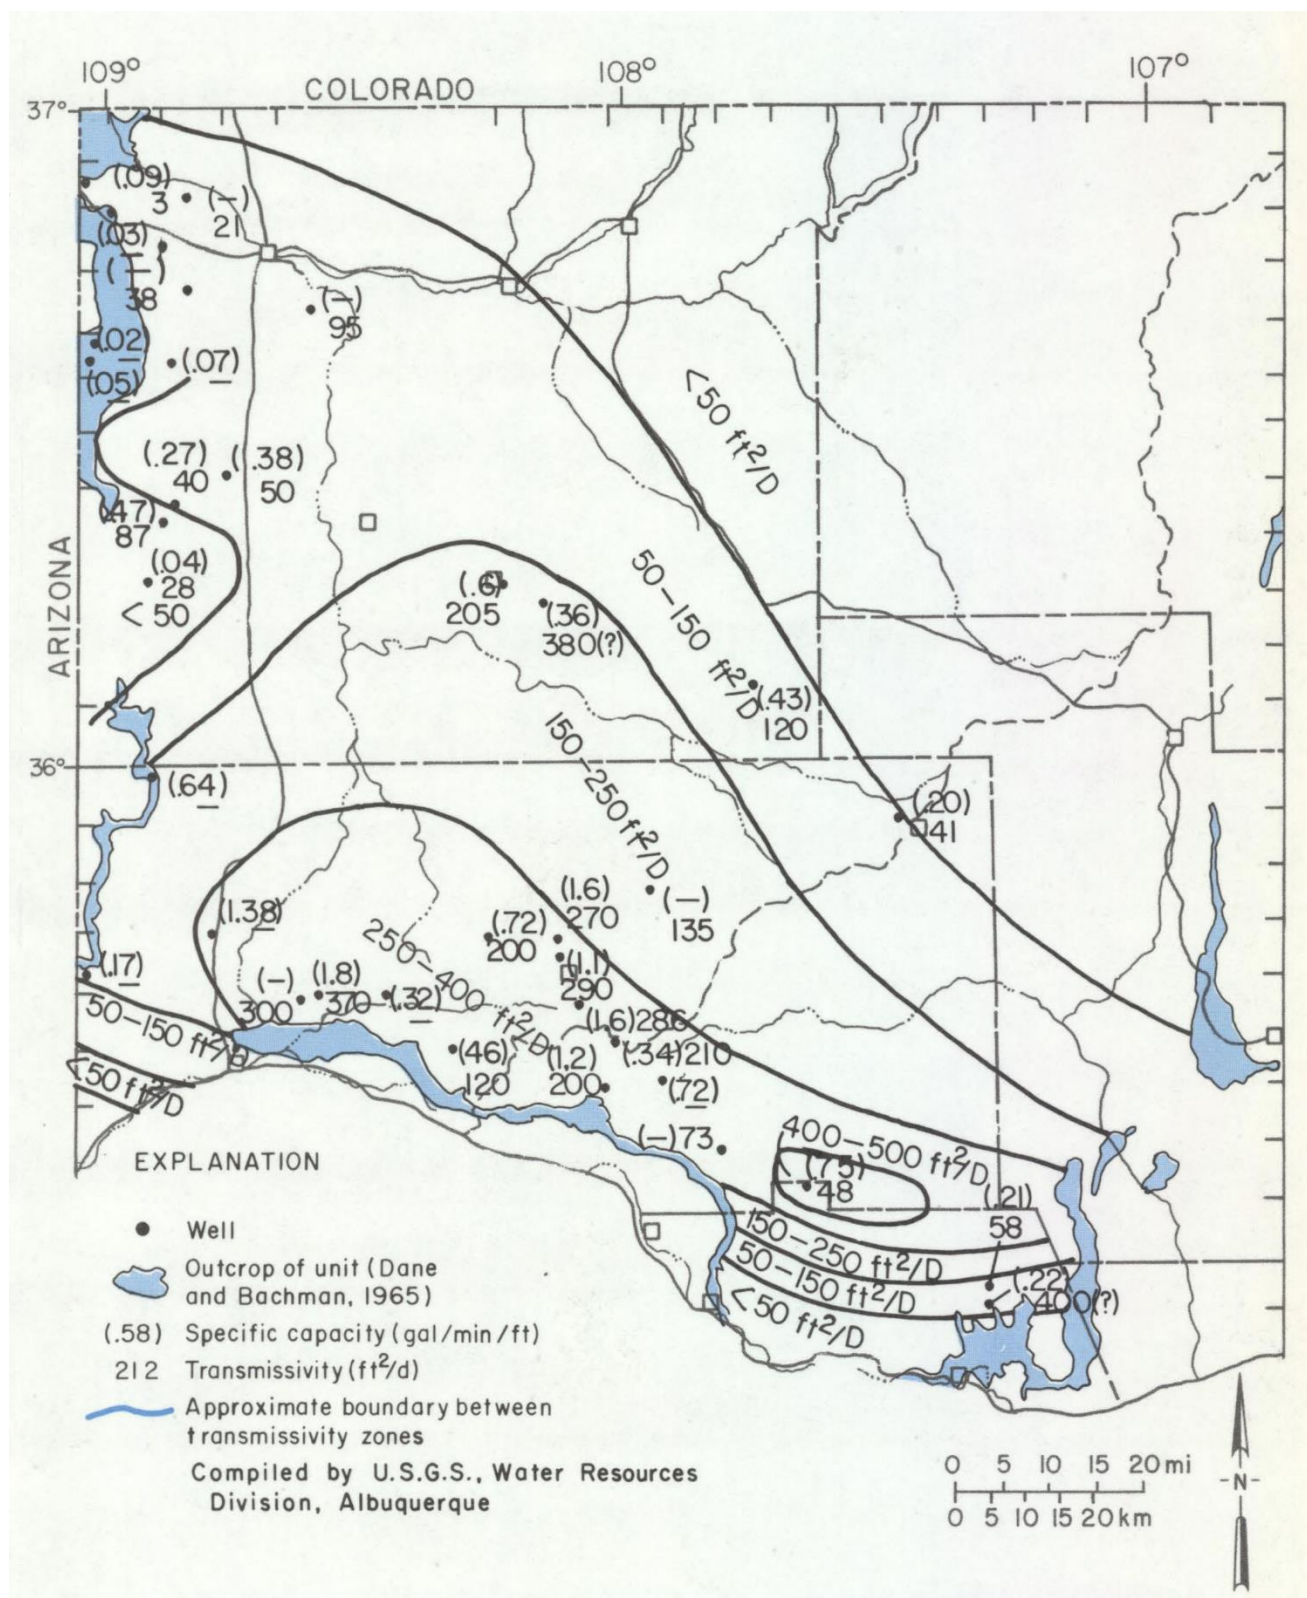 109°
108°
107°
COLORADO
37°
(.09)
3
(—)
21
(.03)
(—)
38
(—)
95
(.02
(.05)
(.07)
<50 ft²/D
(.27)
40
(.38)
50
(.47)
87
ARIZONA
(.04)
28
<50
(.6)
205
(.36)
380(?)
50—150 ft²/D
(.43)
120
150—250 ft²/D
36°
(.64)
(.20)
41
(1.6)
270
(—)
135
(1.38)
(.72)
200
250—400 ft²/D
(1.1)
290
(.17)
(—)
300
(1.8)
370
(.32)
50—150 ft²/D
(1.6)286
(.34)210
(.46)
120
(1.2)
200
(.72)
<50 ft²/D
(—)73
400—500 ft²/D
(.75)
48
(.21)
58
150—250 ft²/D
50—150 ft²/D
(.22)
400(?)
<50 ft²/D
EXPLANATION
Well
Outcrop of unit (Dane
and Bachman, 1965)
(.58) Specific capacity (gal/min/ft)
212 Transmissivity (ft²/d)
Approximate boundary between
transmissivity zones
Compiled by U.S.G.S., Water Resources
Division, Albuquerque
0 5 10 15 20 mi
0 5 10 15 20 km
-N-